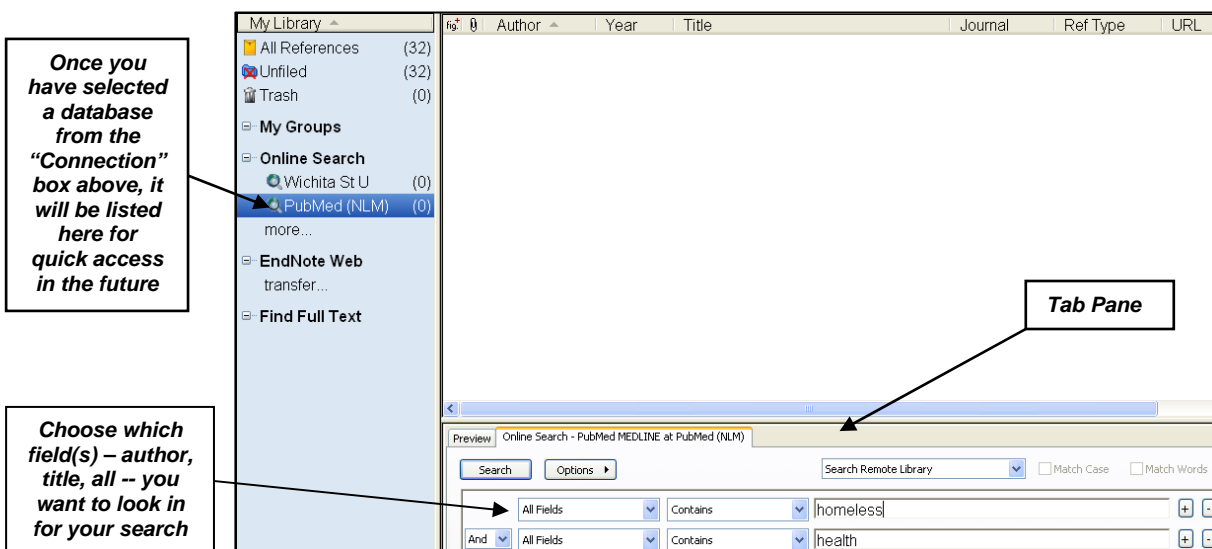 Once you
have selected
a database
from the
“Connection”
box above, it
will be listed
here for
quick access
in the future
Choose which
field(s) – author,
title, all -- you
want to look in
for your search
My Library
All References (32)
Unfiled (32)
Trash (0)
My Groups
Online Search
Wichita St U (0)
PubMed (NLM) (0)
more...
EndNote Web
transfer...
Find Full Text
fig. Author Year Title Journal Ref Type URL
Tab Pane
Preview Online Search - PubMed MEDLINE at PubMed (NLM)
Search Options Search Remote Library Match Case Match Words
All Fields Contains homeless + -
And All Fields Contains health + -